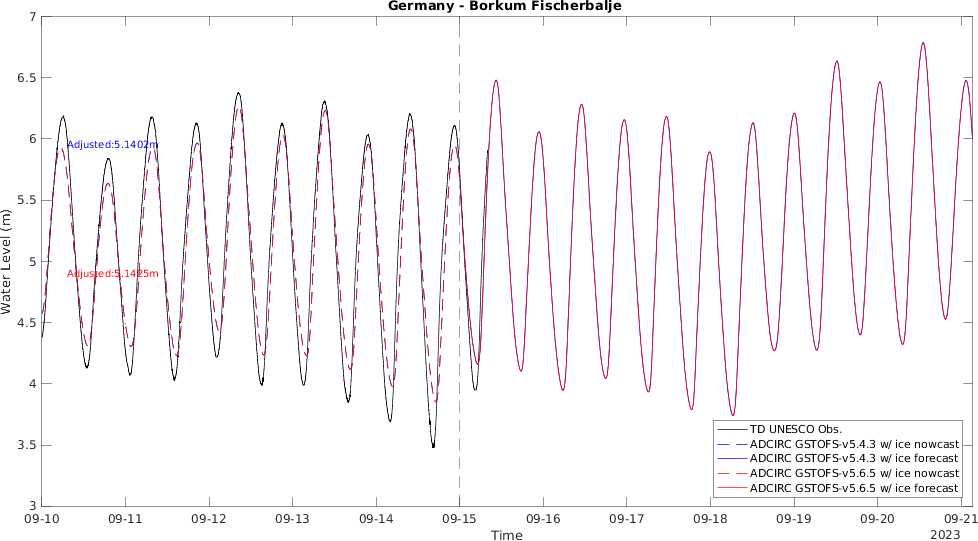 Germany - Borkum Fischerbalje
7
6.5
6
5.5
5
4.5
4
3.5
3
Water Level (m)
Adjusted:5.1402m
Adjusted:5.1425m
TD UNESCO Obs.
ADCIRC GSTOFS-v5.4.3 w/ ice nowcast
ADCIRC GSTOFS-v5.4.3 w/ ice forecast
ADCIRC GSTOFS-v5.6.5 w/ ice nowcast
ADCIRC GSTOFS-v5.6.5 w/ ice forecast
09-10 09-11 09-12 09-13 09-14 09-15 09-16 09-17 09-18 09-19 09-20 09-21
Time
2023